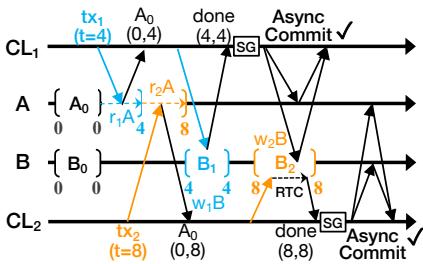 tx1 A0 done Async
(t=4) (0,4) (4,4) Commit ✓
CL1 SG
r2A
A A0 r1A 4 8
0 0
w2B
B B0 B1 B2
0 0 4 4 8 RTC 8
w1B
CL2 SG
tx2 A0 done Async
(t=8) (0,8) (8,8) Commit ✓